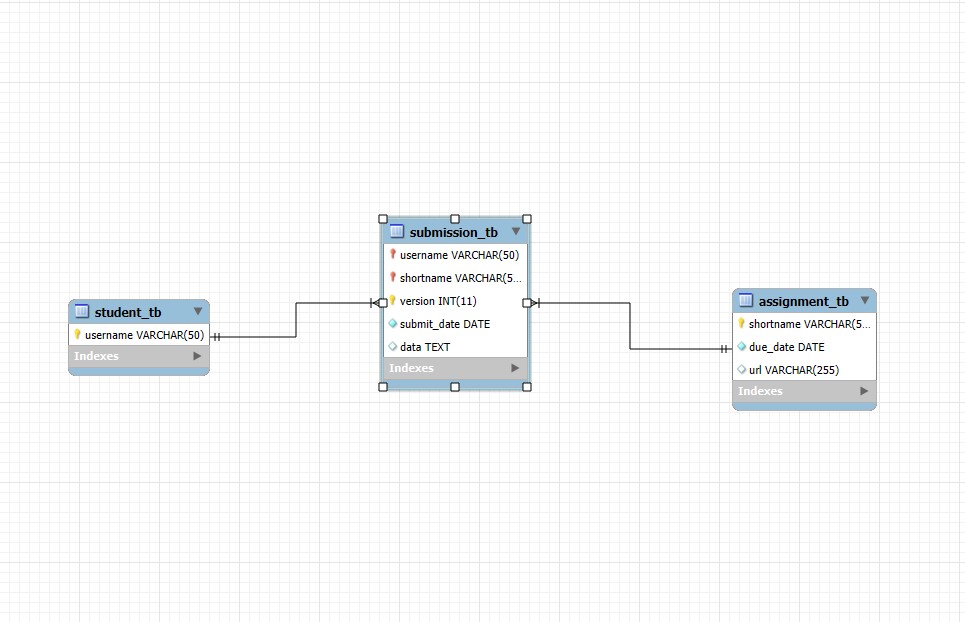 student_tb
username VARCHAR(50)
Indexes
submission_tb
username VARCHAR(50)
shortname VARCHAR(5...
version INT(11)
submit_date DATE
data TEXT
Indexes
assignment_tb
shortname VARCHAR(5...
due_date DATE
url VARCHAR(255)
Indexes